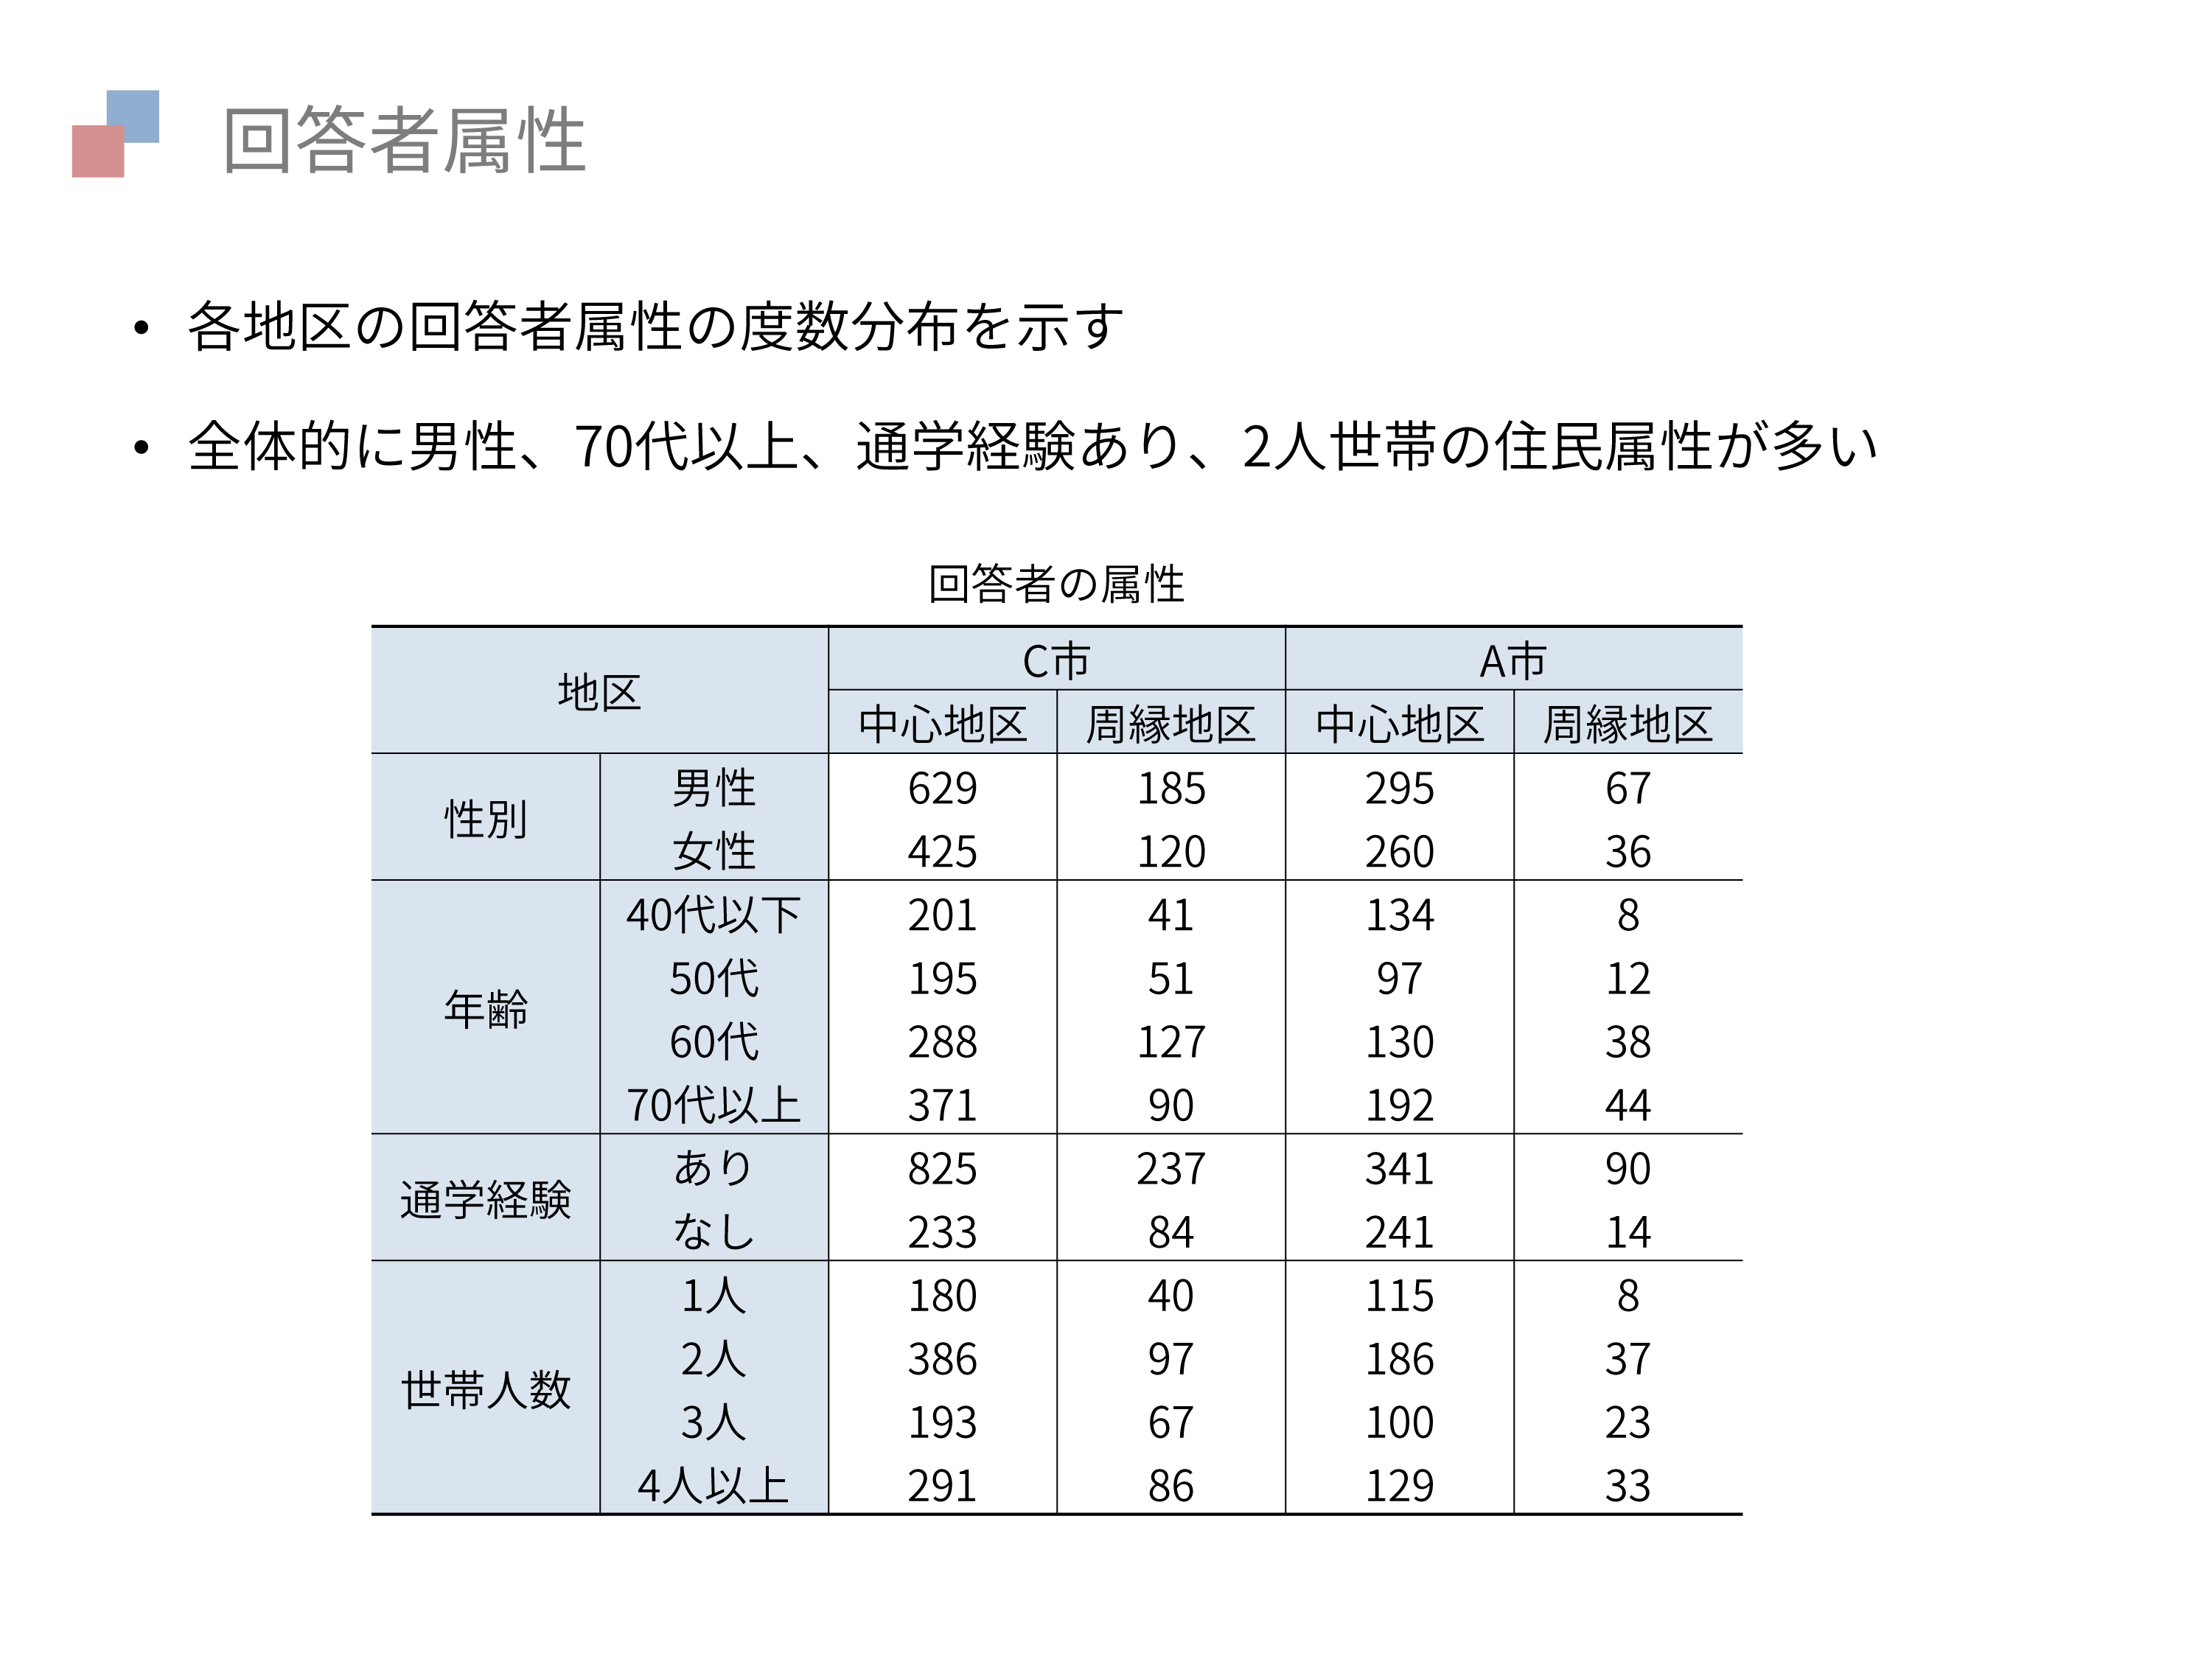 回答者属性
• 各地区の回答者属性の度数分布を示す
• 全体的に男性、70代以上、通学経験あり、2人世帯の住民属性が多い
回答者の属性
地区 C市 A市
中心地区 周縁地区 中心地区 周縁地区
性別 男性 629 185 295 67
女性 425 120 260 36
年齢 40代以下 201 41 134 8
50代 195 51 97 12
60代 288 127 130 38
70代以上 371 90 192 44
通学経験 あり 825 237 341 90
なし 233 84 241 14
世帯人数 1人 180 40 115 8
2人 386 97 186 37
3人 193 67 100 23
4人以上 291 86 129 33